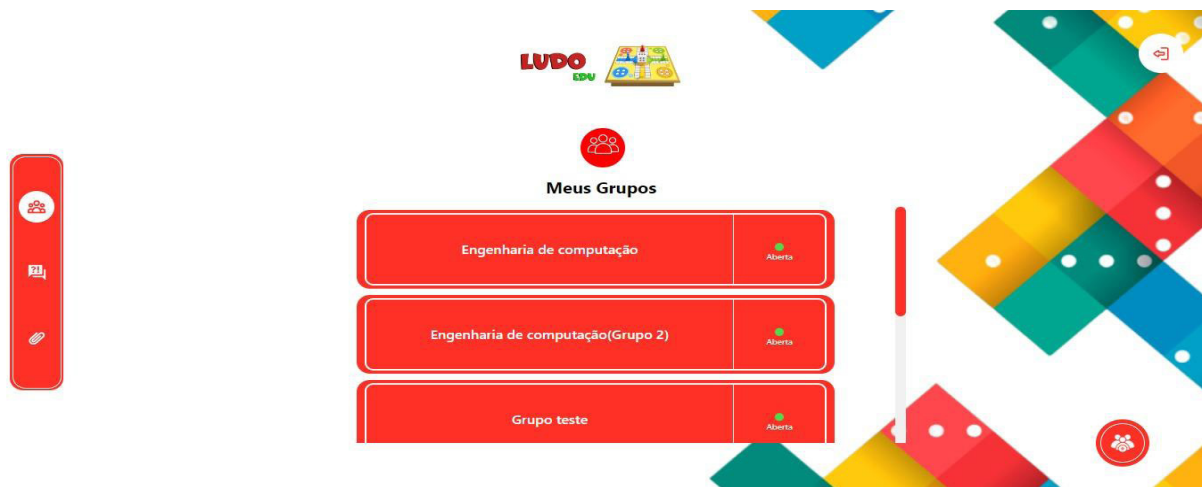 LUDO
EDU
Meus Grupos
Engenharia de computação
Aberta
Engenharia de computação(Grupo 2)
Aberta
Grupo teste
Aberta